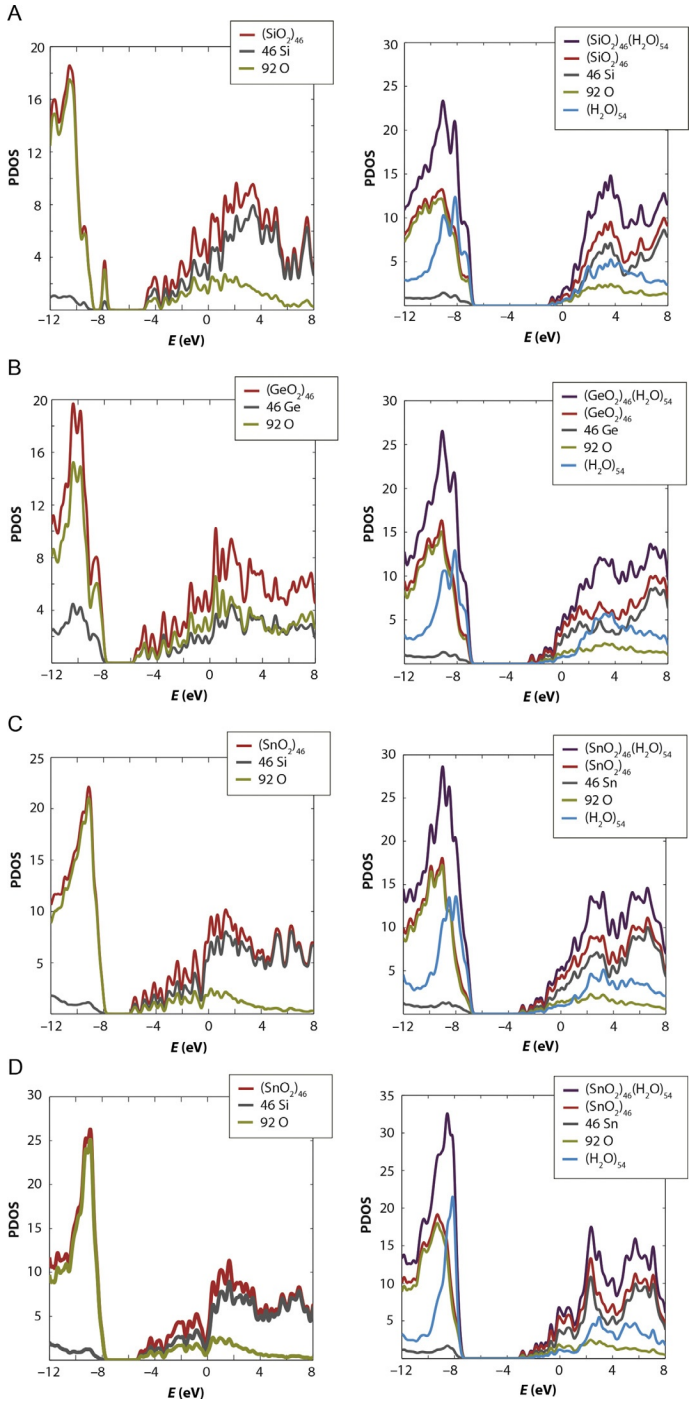 A
(SiO2)46
46 Si
92 O
20
18
12
8
4
PDOS
−12
−8
−4
0
4
8
E (eV)
(SiO2)46(H2O)54
(SiO2)46
46 Si
92 O
(H2O)54
30
25
20
15
10
5
PDOS
−12
−8
−4
0
4
8
E (eV)
B
(GeO2)46
46 Ge
92 O
20
16
12
8
4
PDOS
−12
−8
−4
0
4
8
E (eV)
(GeO2)46(H2O)54
(GeO2)46
46 Ge
92 O
(H2O)54
30
25
20
15
10
5
PDOS
−12
−8
−4
0
4
8
E (eV)
C
(SnO2)46
46 Si
92 O
25
20
15
10
5
PDOS
−12
−8
−4
0
4
8
E (eV)
(SnO2)46(H2O)54
(SnO2)46
46 Sn
92 O
(H2O)54
30
25
20
15
10
5
PDOS
−12
−8
−4
0
4
8
E (eV)
D
(SnO2)46
46 Si
92 O
30
25
20
15
10
5
PDOS
−12
−8
−4
0
4
8
E (eV)
(SnO2)46(H2O)54
(SnO2)46
46 Sn
92 O
(H2O)54
35
30
25
20
15
10
5
PDOS
−12
−8
−4
0
4
8
E (eV)